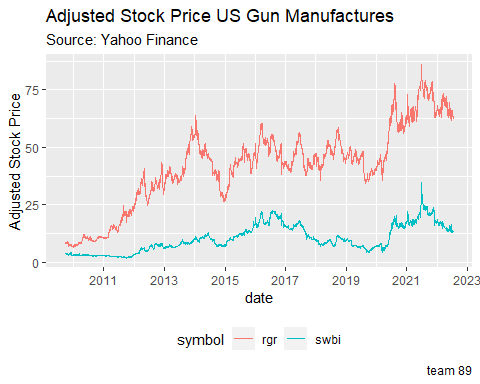 Adjusted Stock Price US Gun Manufactures
Source: Yahoo Finance
Adjusted Stock Price
75
50
25
0
2011 2013 2015 2017 2019 2021 2023
date
symbol rgr swbi
team 89